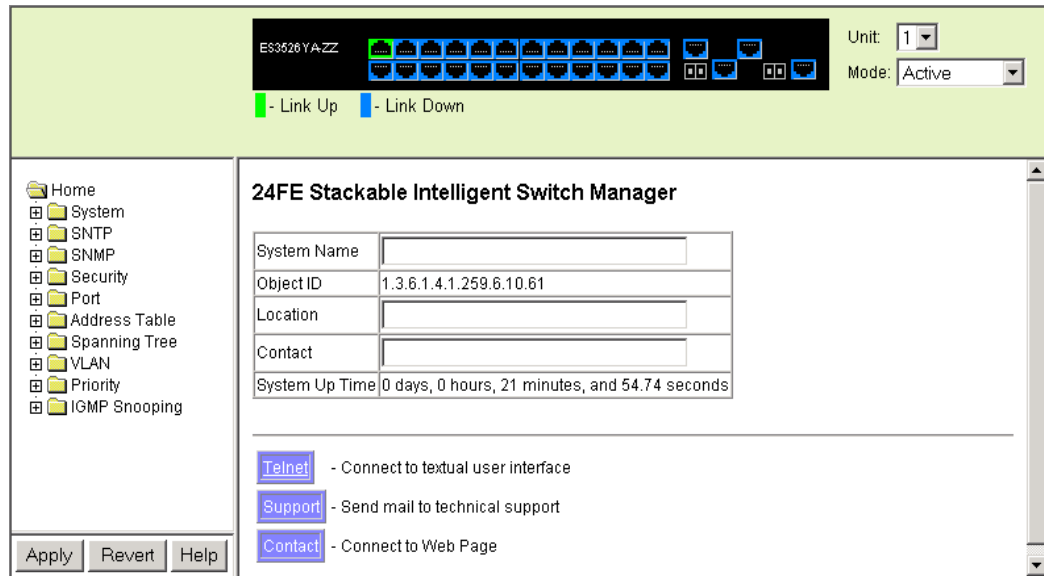 ES3526YA-ZZ
Unit: 1
Mode: Active
- Link Up - Link Down
Home
System
SNTP
SNMP
Security
Port
Address Table
Spanning Tree
VLAN
Priority
IGMP Snooping
Apply Revert Help
24FE Stackable Intelligent Switch Manager
System Name
Object ID 1.3.6.1.4.1.259.6.10.61
Location
Contact
System Up Time 0 days, 0 hours, 21 minutes, and 54.74 seconds
Telnet - Connect to textual user interface
Support - Send mail to technical support
Contact - Connect to Web Page